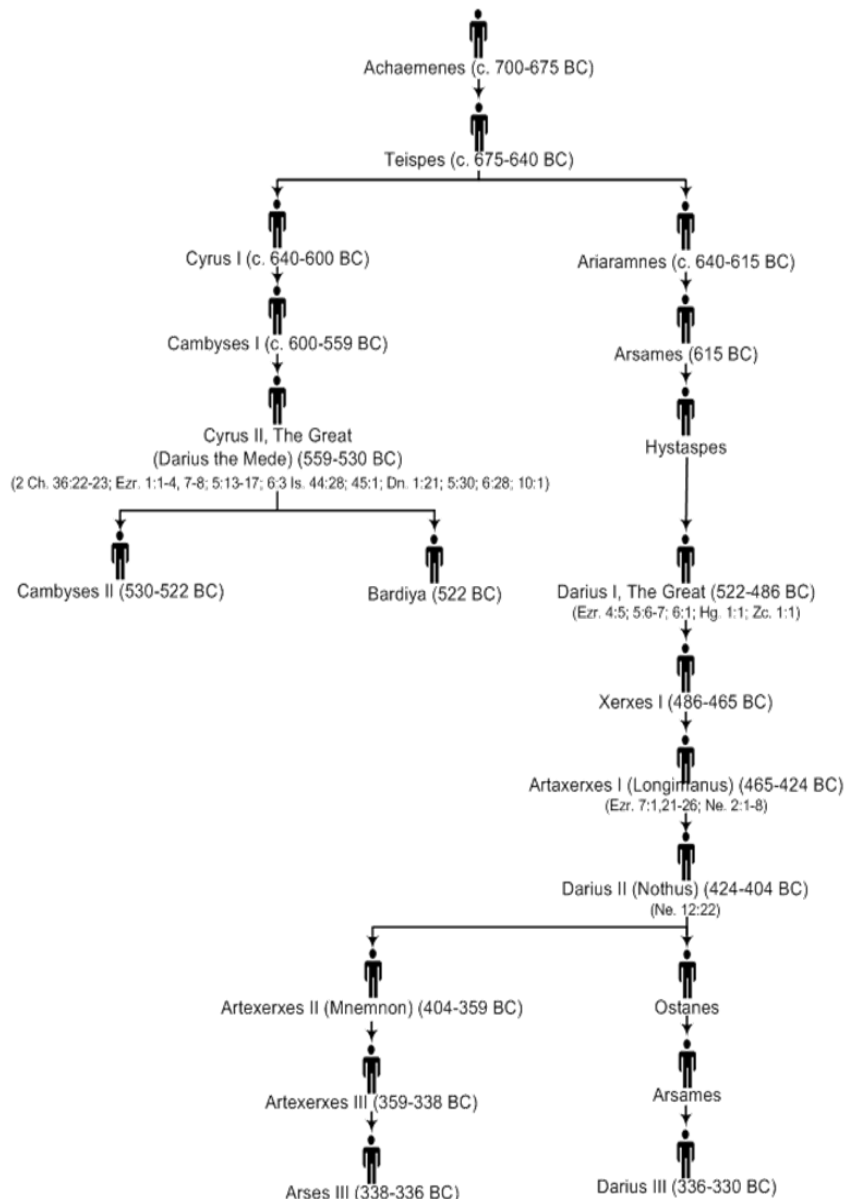 Achaemenes (c. 700-675 BC)
Teispes (c. 675-640 BC)
Cyrus I (c. 640-600 BC)
Ariaramnes (c. 640-615 BC)
Cambyses I (c. 600-559 BC)
Arsames (615 BC)
Cyrus II, The Great
(Darius the Mede) (559-530 BC)
(2 Ch. 36:22-23; Ezr. 1:1-4, 7-8; 5:13-17; 6:3 Is. 44:28; 45:1; Dn. 1:21; 5:30; 6:28; 10:1)
Hystaspes
Cambyses II (530-522 BC)
Bardiya (522 BC)
Darius I, The Great (522-486 BC)
(Ezr. 4:5; 5:6-7; 6:1; Hg. 1:1; Zc. 1:1)
Xerxes I (486-465 BC)
Artaxerxes I (Longimanus) (465-424 BC)
(Ezr. 7:1,21-26; Ne. 2:1-8)
Darius II (Nothus) (424-404 BC)
(Ne. 12:22)
Artexerxes II (Mnemnon) (404-359 BC)
Ostanes
Artexerxes III (359-338 BC)
Arsames
Arses III (338-336 BC)
Darius III (336-330 BC)